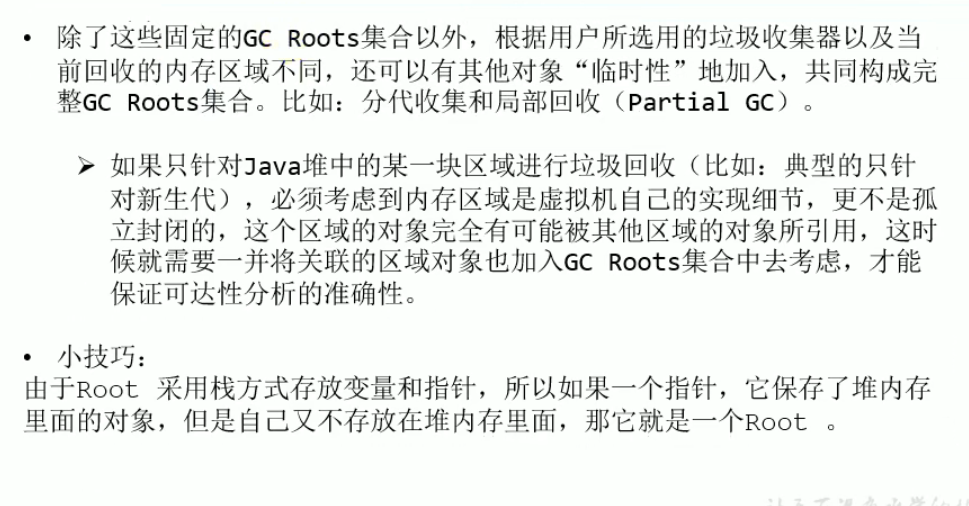 • 除了这些固定的GC Roots集合以外，根据用户所选用的垃圾收集器以及当
前回收的内存区域不同，还可以有其他对象“临时性”地加入，共同构成完
整GC Roots集合。比如：分代收集和局部回收（Partial GC）。
➢ 如果只针对Java堆中的某一块区域进行垃圾回收（比如：典型的只针
对新生代），必须考虑到内存区域是虚拟机自己的实现细节，更不是孤
立封闭的，这个区域的对象完全有可能被其他区域的对象所引用，这时
候就需要一并将关联的区域对象也加入GC Roots集合中去考虑，才能
保证可达性分析的准确性。
• 小技巧：
由于Root 采用栈方式存放变量和指针，所以如果一个指针，它保存了堆内存
里面的对象，但是自己又不存放在堆内存里面，那它就是一个Root 。